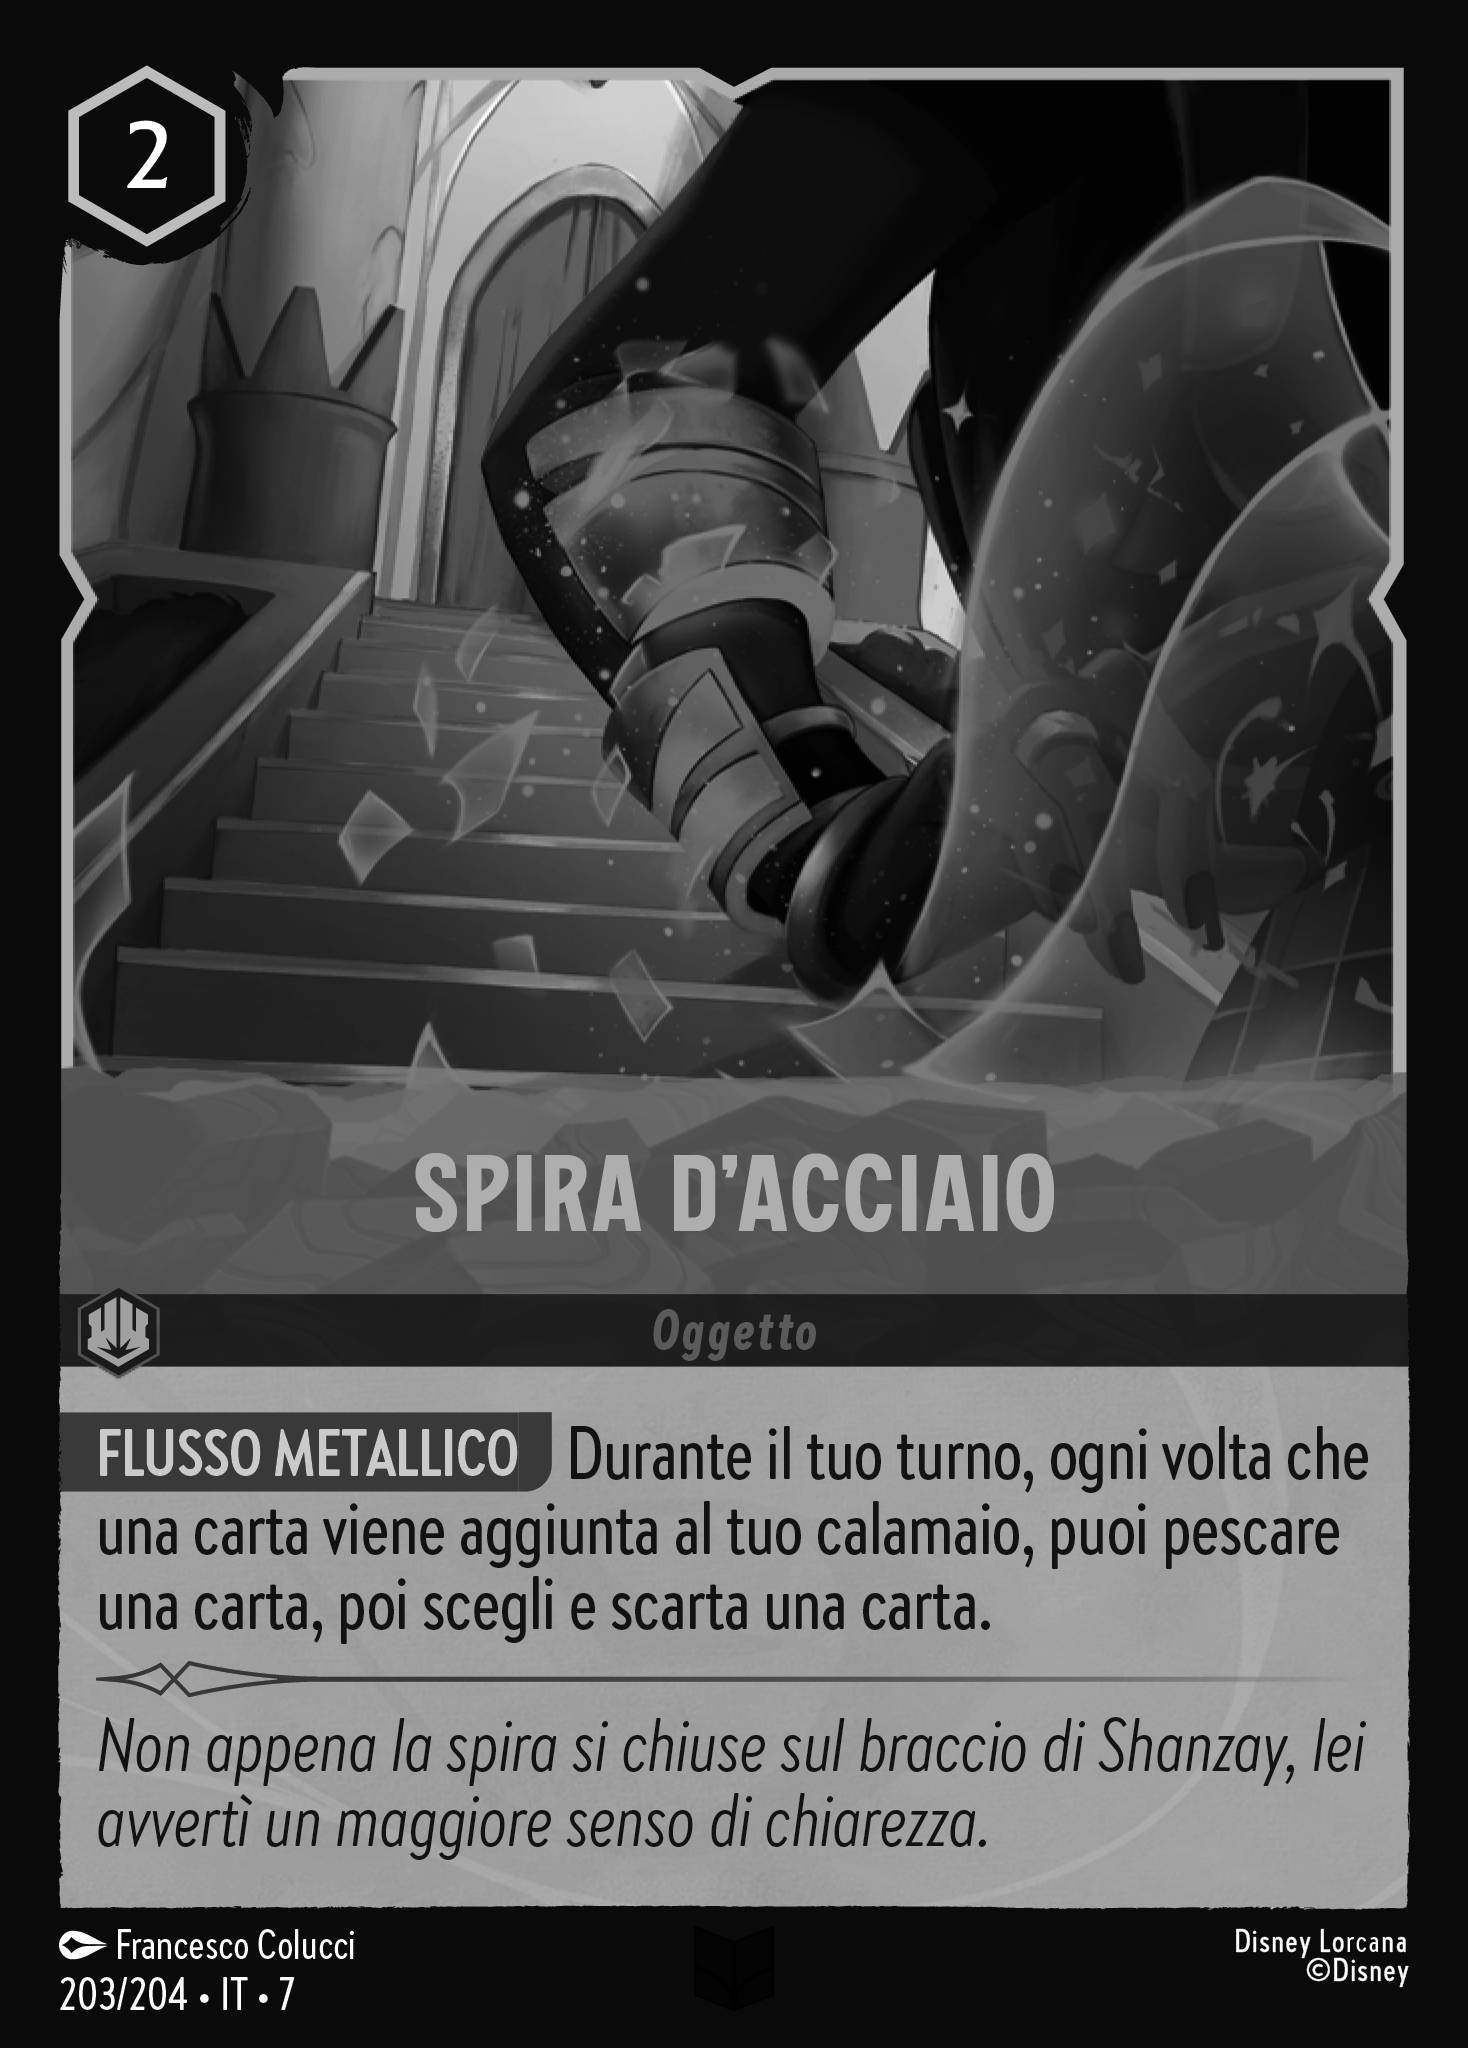 2
SPIRA D’ACCIAIO
Oggetto
FLUSSO METALLICO Durante il tuo turno, ogni volta che
una carta viene aggiunta al tuo calamaio, puoi pescare
una carta, poi scegli e scarta una carta.
Non appena la spira si chiuse sul braccio di Shanzay, lei
avvertì un maggiore senso di chiarezza.
Francesco Colucci
203/204 • IT • 7
Disney Lorcana
©Disney